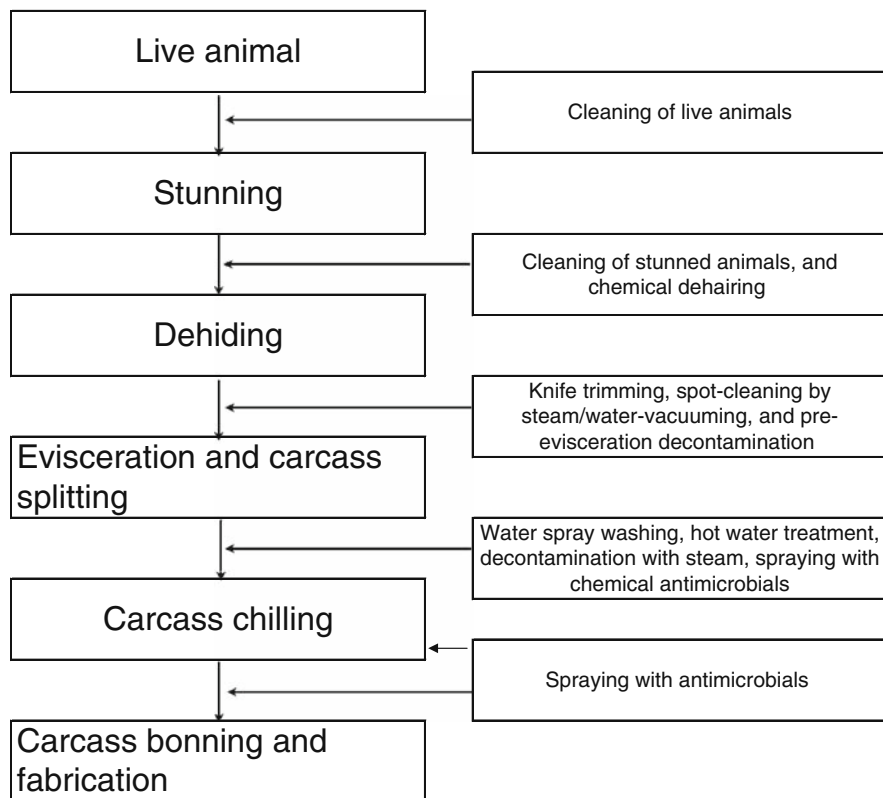 Live animal
Cleaning of live animals
Stunning
Cleaning of stunned animals, and
chemical dehairing
Dehiding
Knife trimming, spot-cleaning by
steam/water-vacuuming, and pre-
evisceration decontamination
Evisceration and carcass
splitting
Water spray washing, hot water treatment,
decontamination with steam, spraying with
chemical antimicrobials
Carcass chilling
Spraying with antimicrobials
Carcass bonning and
fabrication